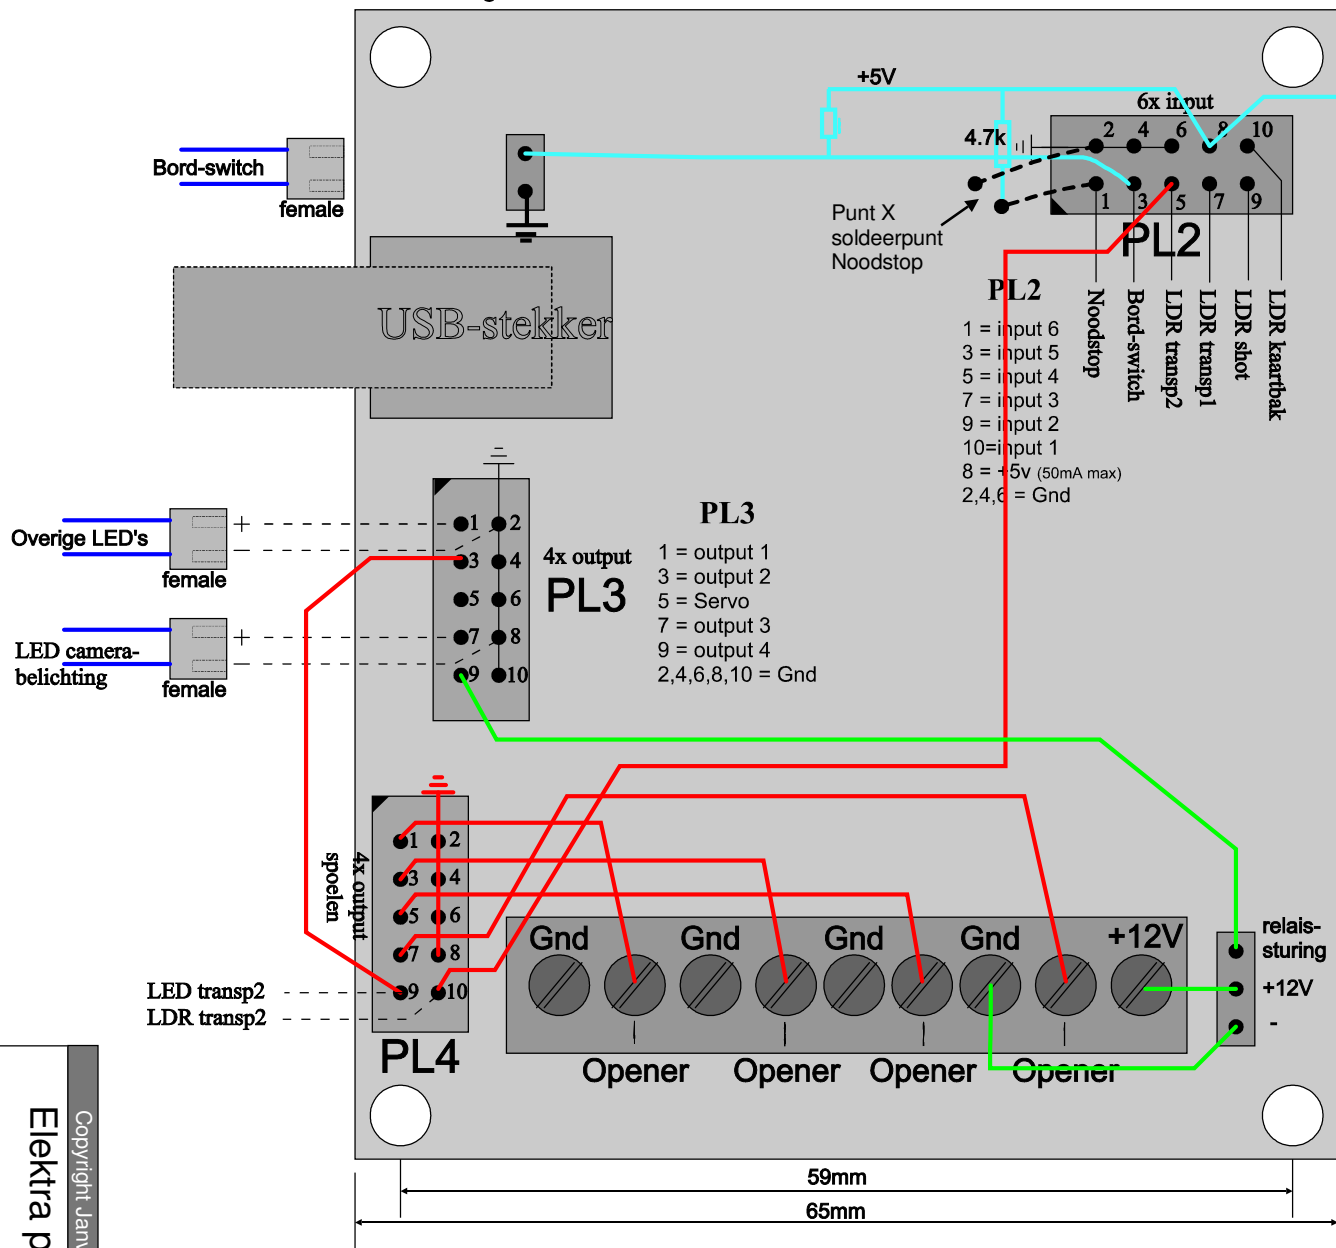 +5V
6x input
4.7k
2 4 6 8 10
1 3 5 7 9
PL2
Bord-switch
female
Punt X
soldeerpunt
Noodstop
USB-stekker
PL2
1 = input 6
3 = input 5
5 = input 4
7 = input 3
9 = input 2
10=input 1
8 = +5v (50mA max)
2,4,6 = Gnd
Noodstop
Bord-switch
LDR transp2
LDR transp1
LDR shot
LDR kaartbak
Overige LED's
+
female
LED camera-
belichting
+
female
1 2
3 4
5 6
7 8
9 10
4x output
PL3
PL3
1 = output 1
3 = output 2
5 = Servo
7 = output 3
9 = output 4
2,4,6,8,10 = Gnd
4x output
spoelen
1 2
3 4
5 6
7 8
9 10
LED transp2
LDR transp2
PL4
Gnd Gnd Gnd Gnd +12V
Opener Opener Opener Opener
relais-
sturing
+12V
-
59mm
65mm
Elektra